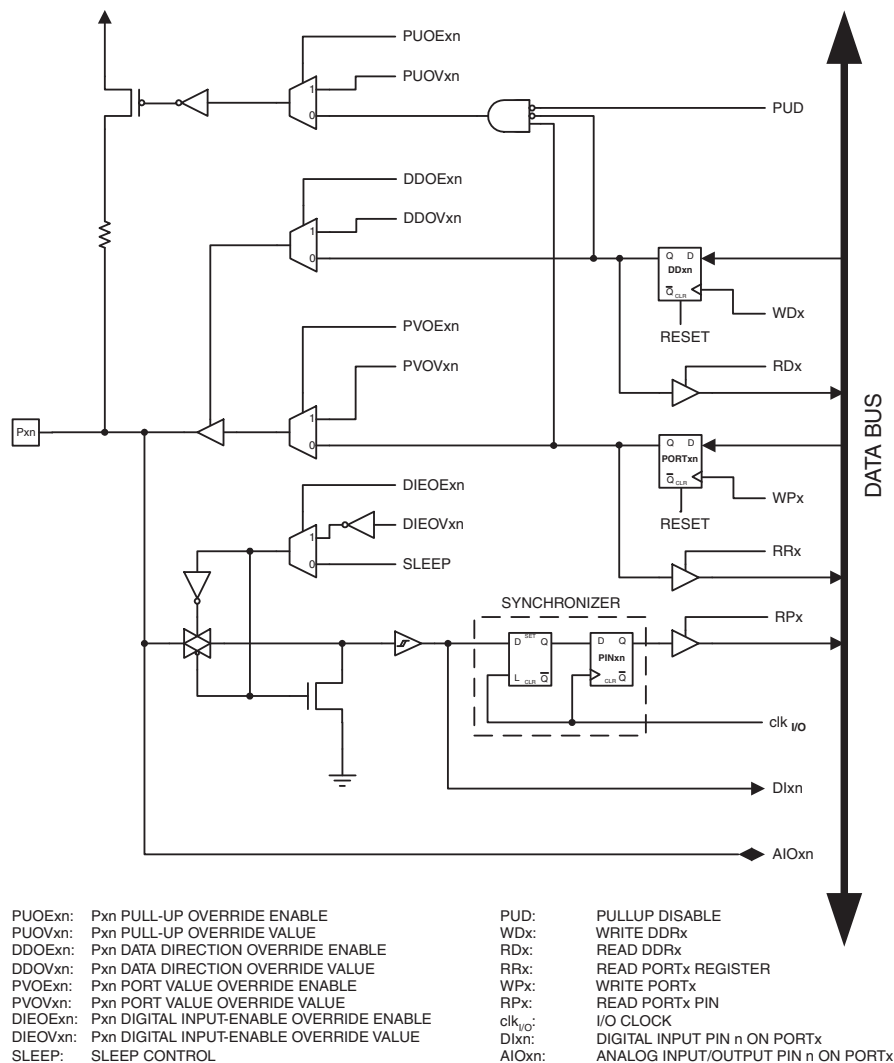 PUOExn
PUOVxn
1
0
PUD
DDOExn
DDOVxn
1
0
Q D
DDxn
Q CLR
WDx
RESET
PVOExn
PVOVxn
RDx
1
0
Pxn
Q D
PORTxn
Q CLR
WPx
RESET
DATA BUS
DIEOExn
DIEOVxn
1
0
SLEEP
RRx
SYNCHRONIZER
RPx
D SET Q
L CLR Q
D Q
PINxn
CLR Q
clk I/O
DIxn
AIOxn
PUOExn: Pxn PULL-UP OVERRIDE ENABLE
PUOVxn: Pxn PULL-UP OVERRIDE VALUE
DDOExn: Pxn DATA DIRECTION OVERRIDE ENABLE
DDOVxn: Pxn DATA DIRECTION OVERRIDE VALUE
PVOExn: Pxn PORT VALUE OVERRIDE ENABLE
PVOVxn: Pxn PORT VALUE OVERRIDE VALUE
DIEOExn: Pxn DIGITAL INPUT-ENABLE OVERRIDE ENABLE
DIEOVxn: Pxn DIGITAL INPUT-ENABLE OVERRIDE VALUE
SLEEP: SLEEP CONTROL
PUD: PULLUP DISABLE
WDx: WRITE DDRx
RDx: READ DDRx
RRx: READ PORTx REGISTER
WPx: WRITE PORTx
RPx: READ PORTx PIN
clkI/O: I/O CLOCK
DIxn: DIGITAL INPUT PIN n ON PORTx
AIOxn: ANALOG INPUT/OUTPUT PIN n ON PORTx